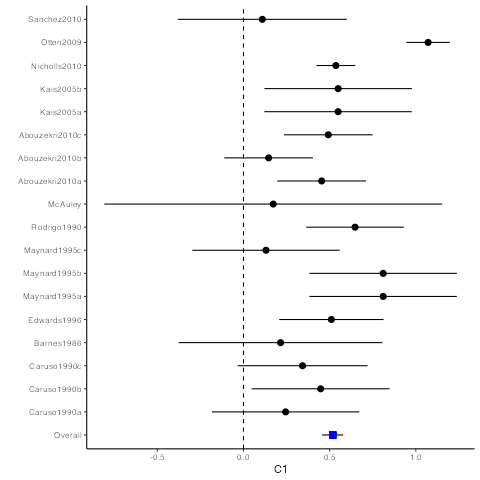 Sanchez2010
Otten2009
Nicholls2010
Kais2005b
Kais2005a
Abouzekri2010c
Abouzekri2010b
Abouzekri2010a
McAuley
Rodrigo1990
Maynard1995c
Maynard1995b
Maynard1995a
Edwards1996
Barnes1986
Caruso1990c
Caruso1990b
Caruso1990a
Overall
-0.5 0.0 0.5 1.0
C1